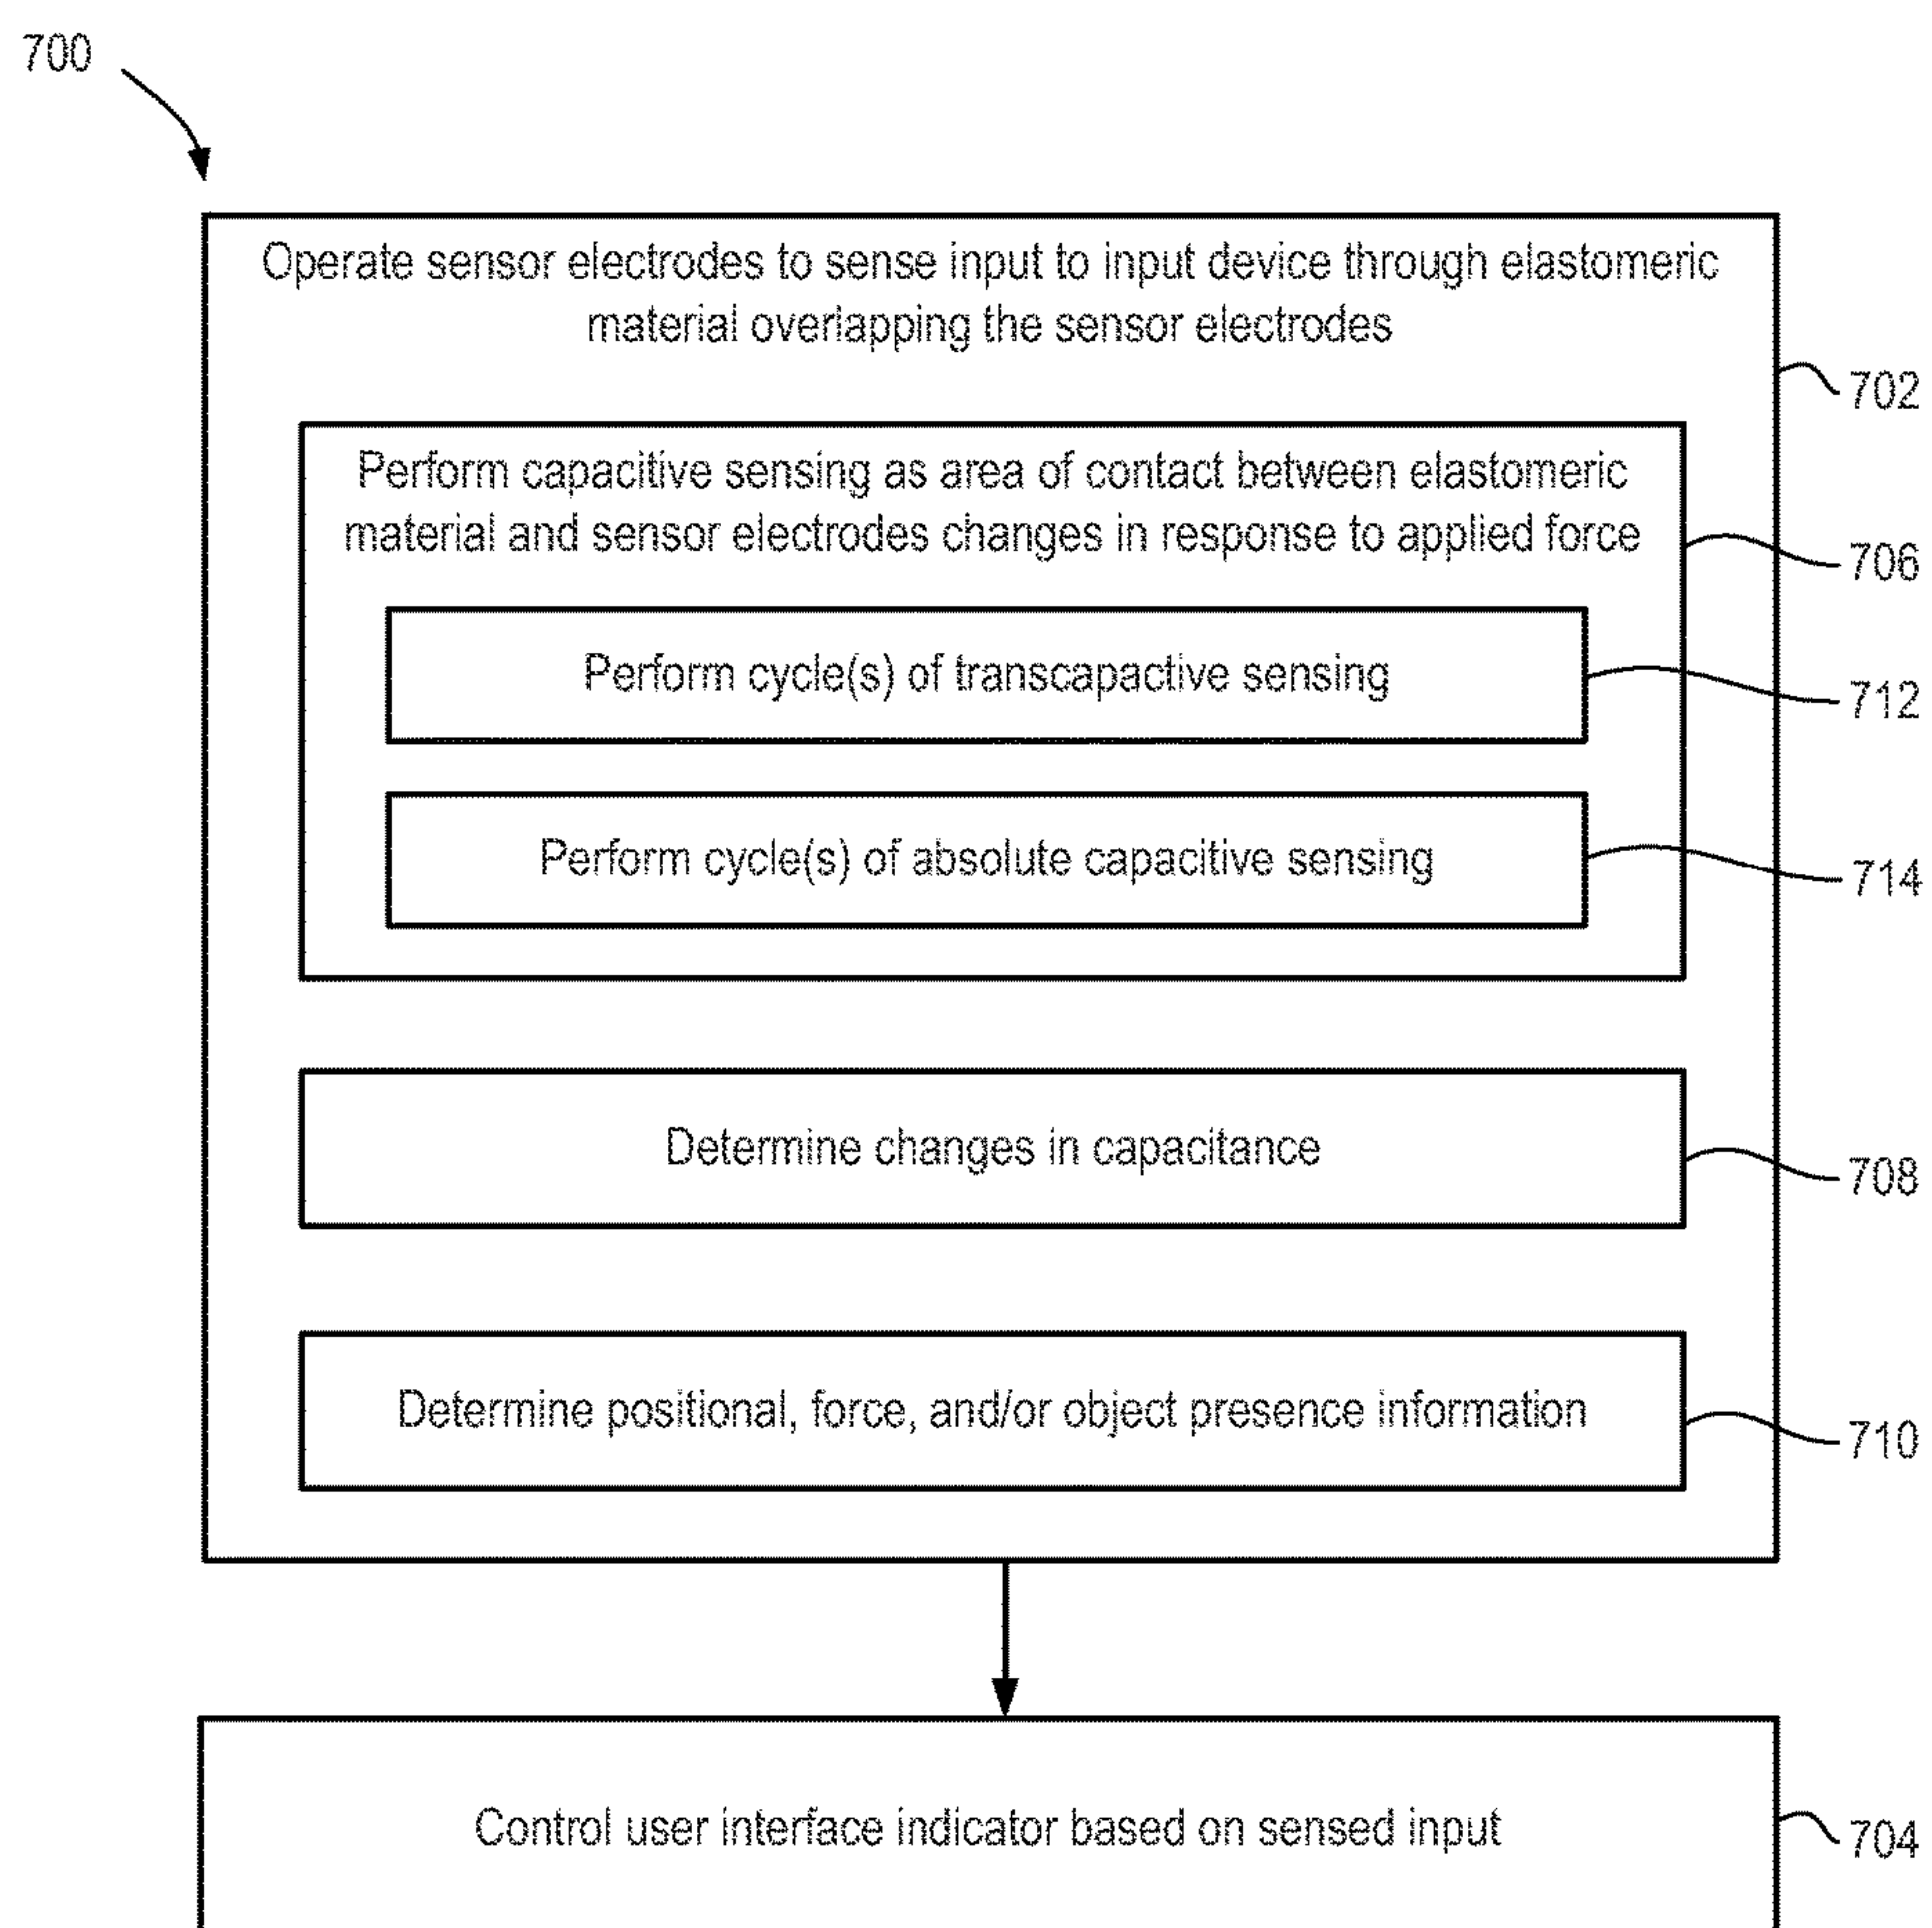 700
Operate sensor electrodes to sense input to input device through elastomeric
material overlapping the sensor electrodes
702
Perform capacitive sensing as area of contact between elastomeric
material and sensor electrodes changes in response to applied force
706
Perform cycle(s) of transcapactive sensing
712
Perform cycle(s) of absolute capacitive sensing
714
Determine changes in capacitance
708
Determine positional, force, and/or object presence information
710
Control user interface indicator based on sensed input
704